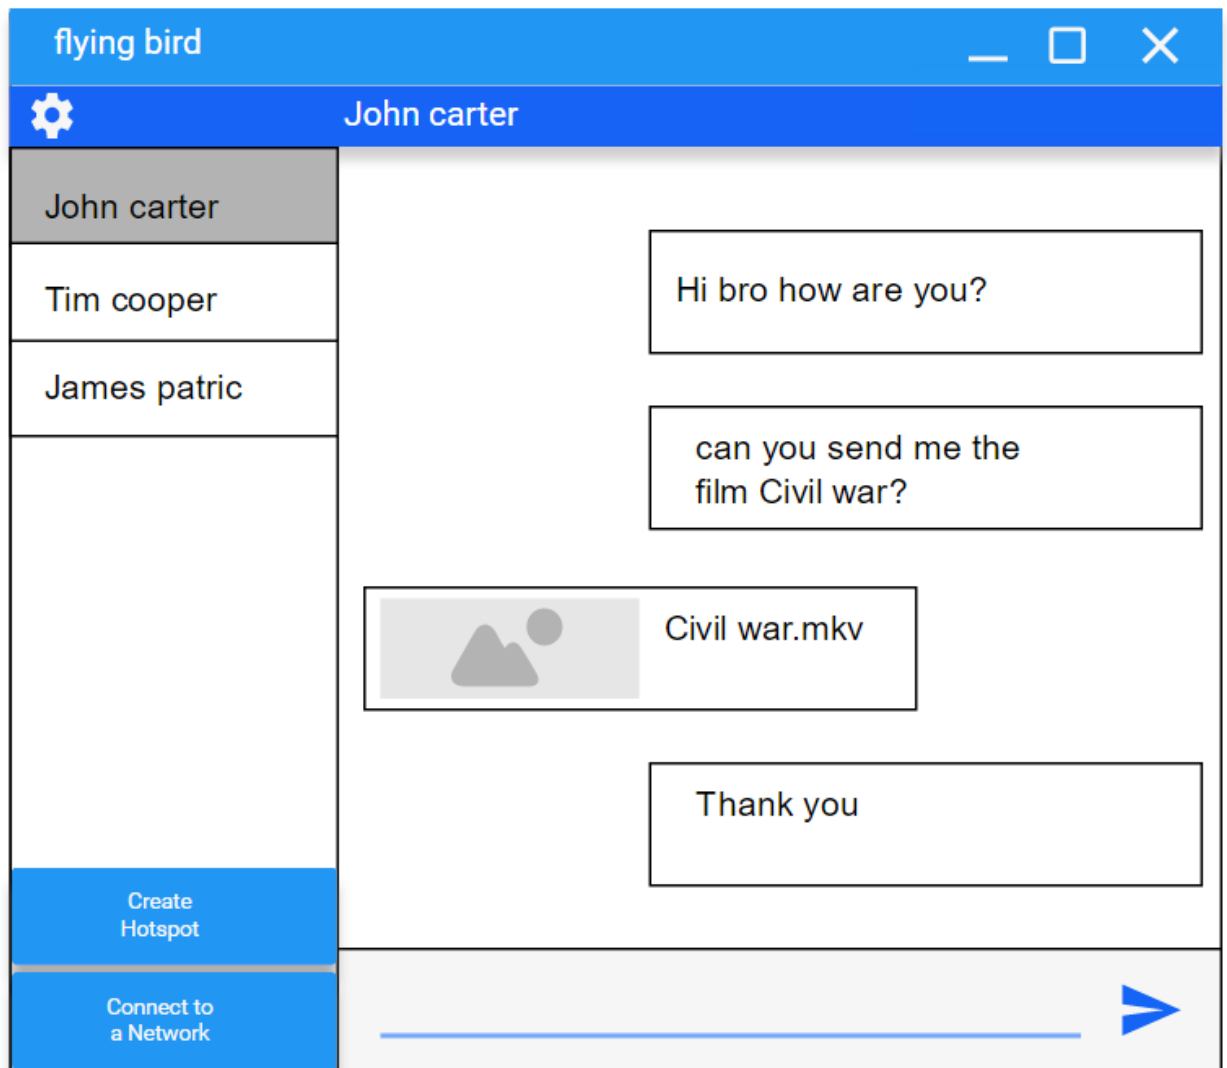 flying bird
John carter
John carter
Tim cooper
James patric
Hi bro how are you?
can you send me the
film Civil war?
Civil war.mkv
Thank you
Create
Hotspot
Connect to
a Network